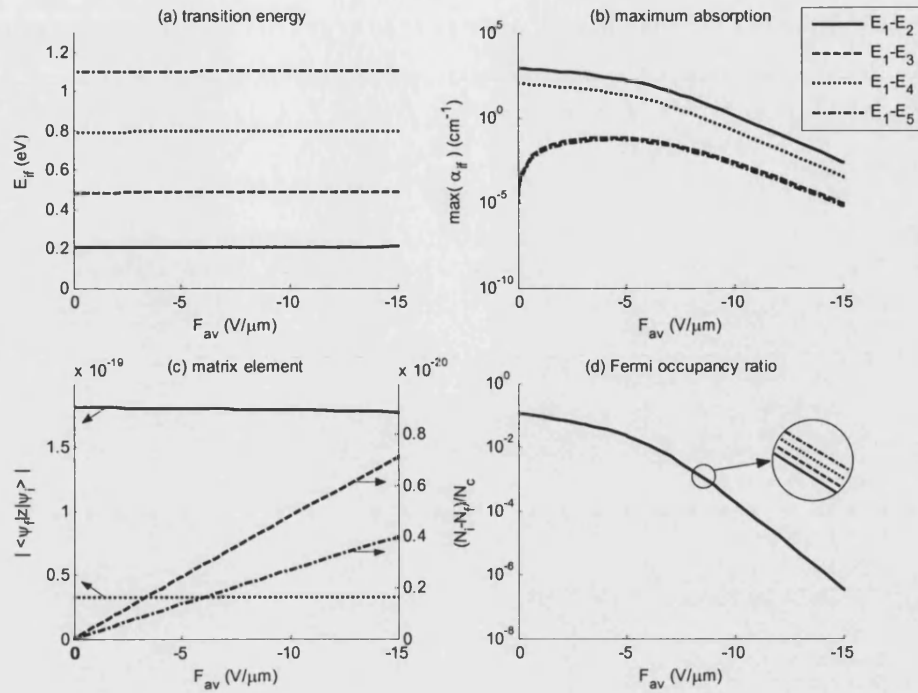 (a) transition energy
E_if (eV)
1.2
1
0.8
0.6
0.4
0.2
0
0
-5
-10
-15
F_av (V/μm)
(b) maximum absorption
max( α_if ) (cm^-1)
10^5
10^0
10^-5
10^-10
0
-5
-10
-15
F_av (V/μm)
E_1-E_2
E_1-E_3
E_1-E_4
E_1-E_5
x 10^-19
(c) matrix element
x 10^-20
| <ψ_f|z|ψ_i> |
1.5
1
0.5
0
0.8
0.6
0.4
0.2
0
0
-5
-10
-15
F_av (V/μm)
(d) Fermi occupancy ratio
(N_i-N_f)/N_c
10^0
10^-2
10^-4
10^-6
10^-8
0
-5
-10
-15
F_av (V/μm)